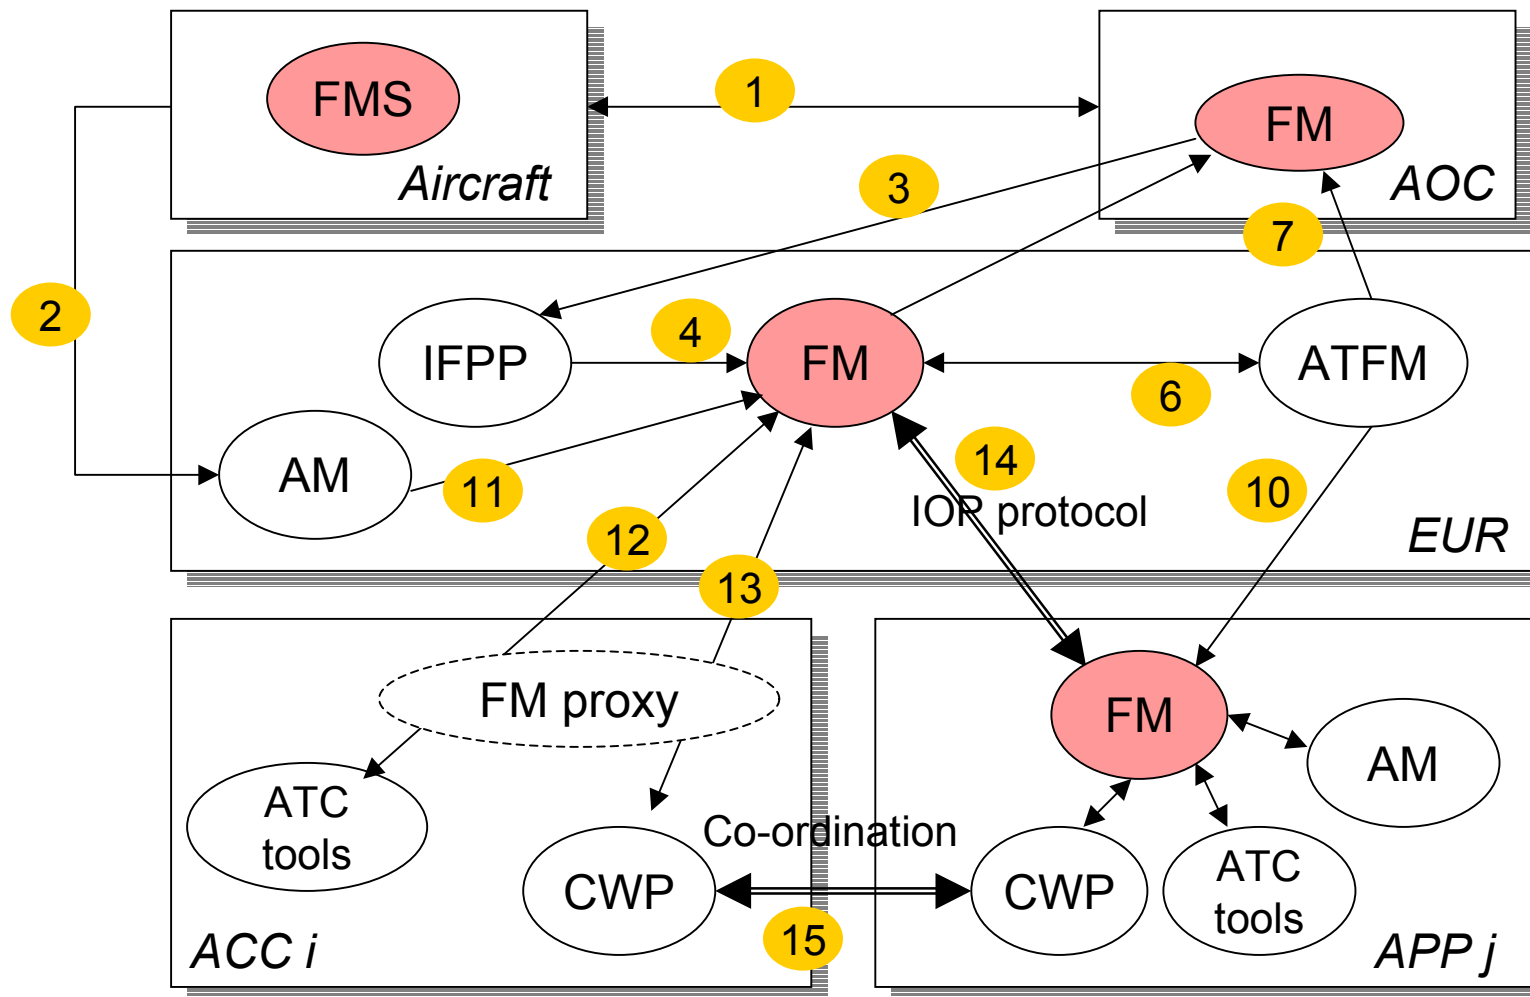 FMS
1
FM
Aircraft
3
AOC
7
2
4
IFPP
FM
ATFM
6
AM
11
14
10
IOP protocol
12
EUR
13
FM proxy
FM
AM
ATC
tools
Co-ordination
CWP
CWP
ATC
tools
15
ACC i
APP j